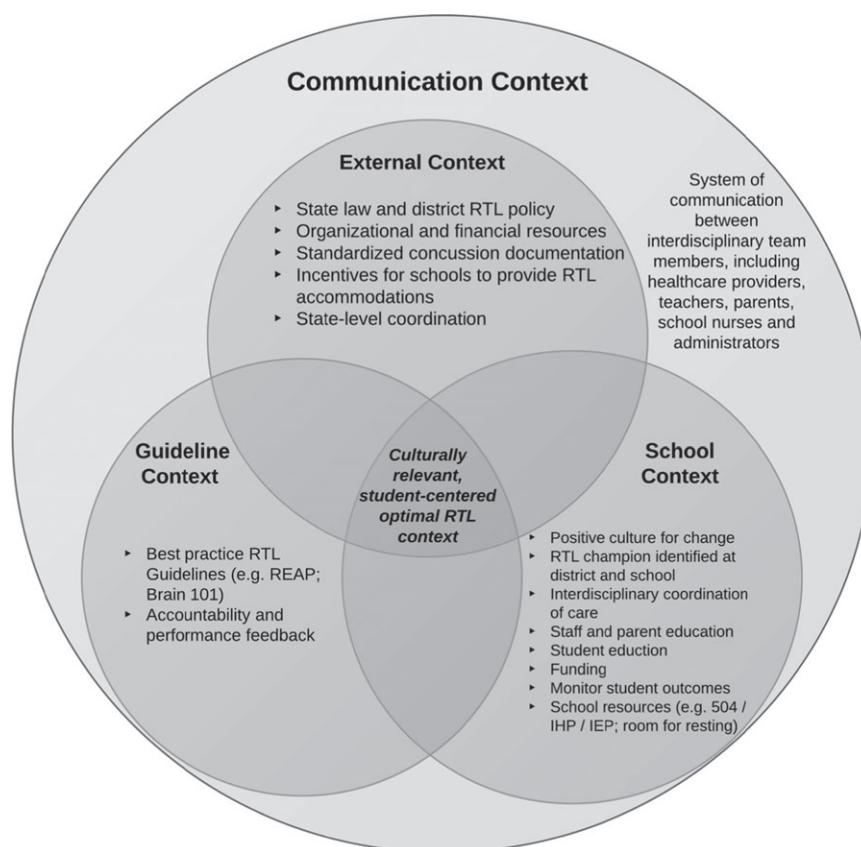 Communication Context
External Context
‣ State law and district RTL policy
‣ Organizational and financial resources
‣ Standardized concussion documentation
‣ Incentives for schools to provide RTL
accommodations
‣ State-level coordination
System of
communication
between
interdisciplinary team
members, including
healthcare providers,
teachers, parents,
school nurses and
administrators
Guideline
Context
‣ Best practice RTL
Guidelines (e.g. REAP;
Brain 101)
‣ Accountability and
performance feedback
Culturally
relevant,
student-centered
optimal RTL
context
School
Context
‣ Positive culture for change
‣ RTL champion identified at
district and school
‣ Interdisciplinary coordination
of care
‣ Staff and parent education
‣ Student eduction
‣ Funding
‣ Monitor student outcomes
‣ School resources (e.g. 504 /
IHP / IEP; room for resting)